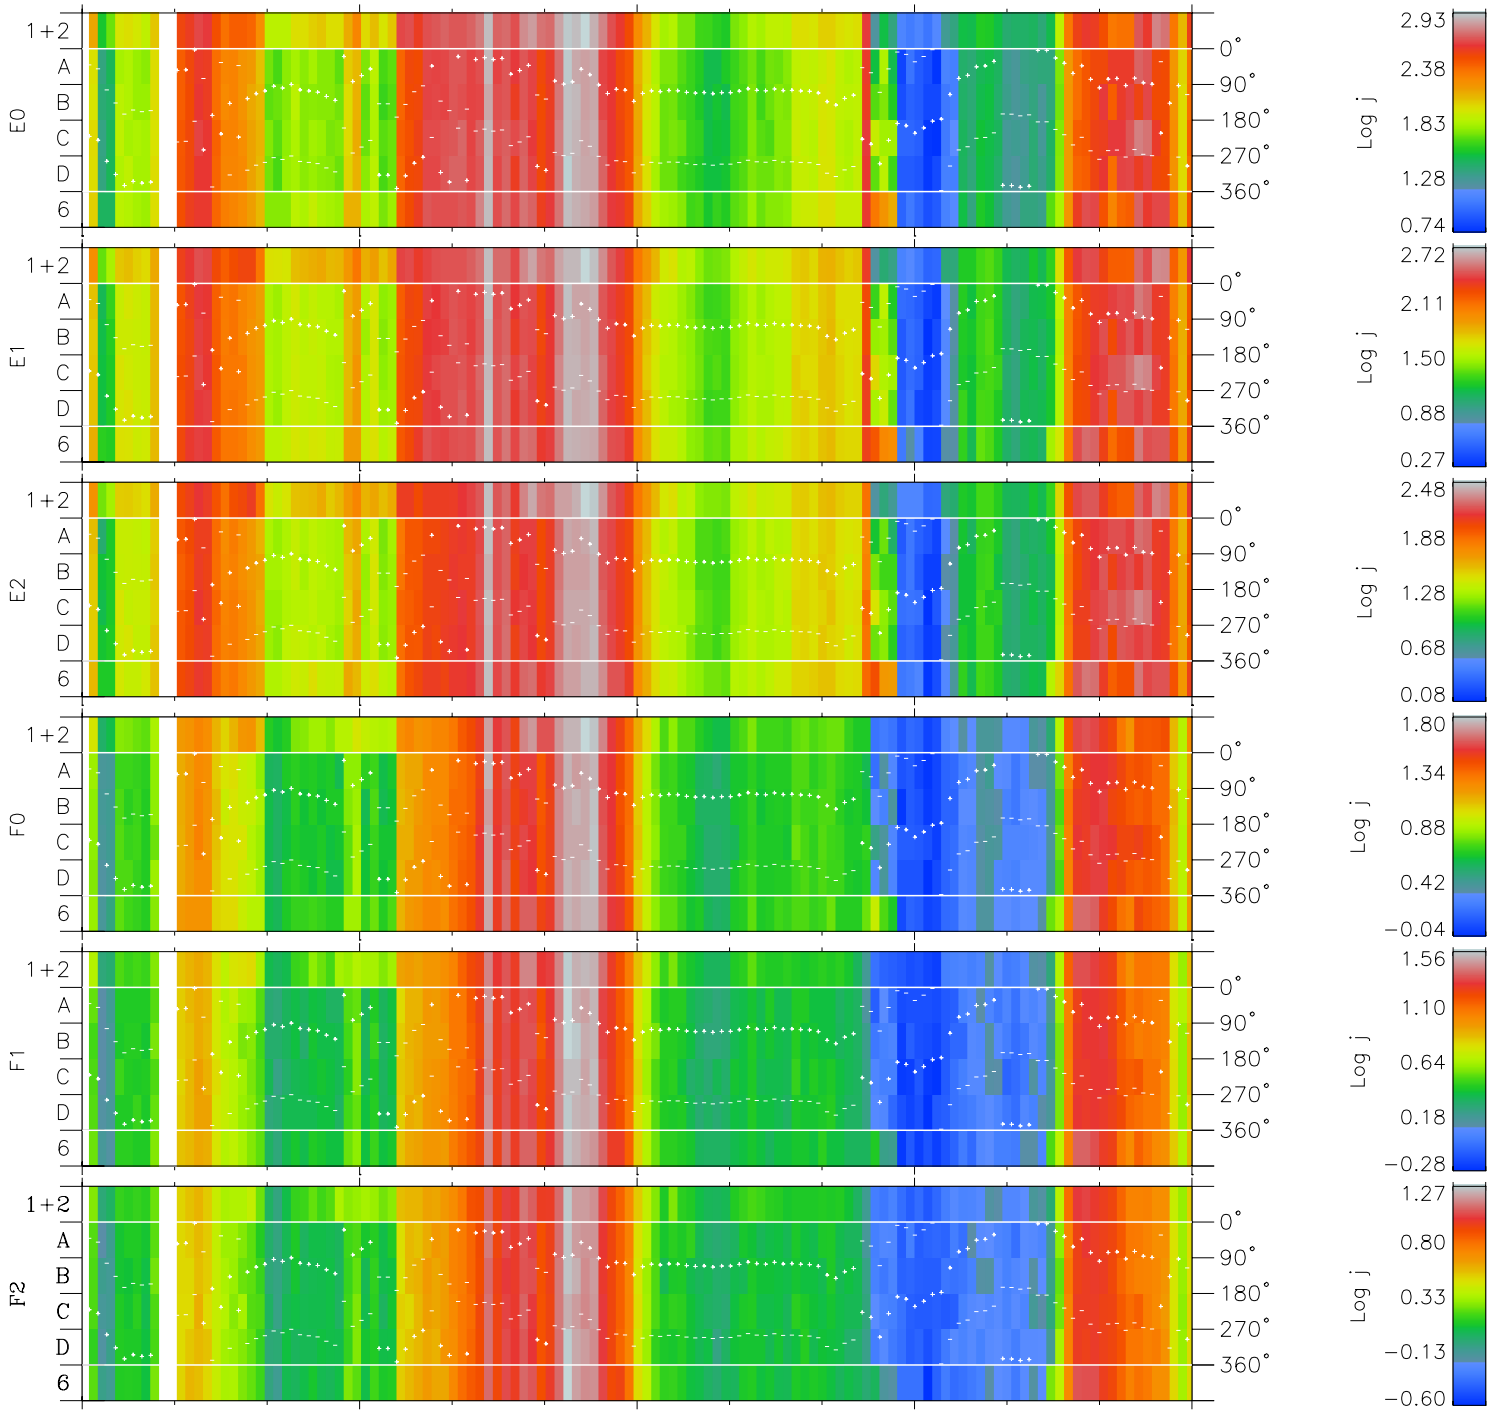 E0
1+2
A
B
C
D
6
0°
90°
180°
270°
360°
Log j
2.93
2.38
1.83
1.28
0.74
E1
1+2
A
B
C
D
6
0°
90°
180°
270°
360°
Log j
2.72
2.11
1.50
0.88
0.27
E2
1+2
A
B
C
D
6
0°
90°
180°
270°
360°
Log j
2.48
1.88
1.28
0.68
0.08
F0
1+2
A
B
C
D
6
0°
90°
180°
270°
360°
Log j
1.80
1.34
0.88
0.42
−0.04
F1
1+2
A
B
C
D
6
0°
90°
180°
270°
360°
Log j
1.56
1.10
0.64
0.18
−0.28
F2
1+2
A
B
C
D
6
0°
90°
180°
270°
360°
Log j
1.27
0.80
0.33
−0.13
−0.60